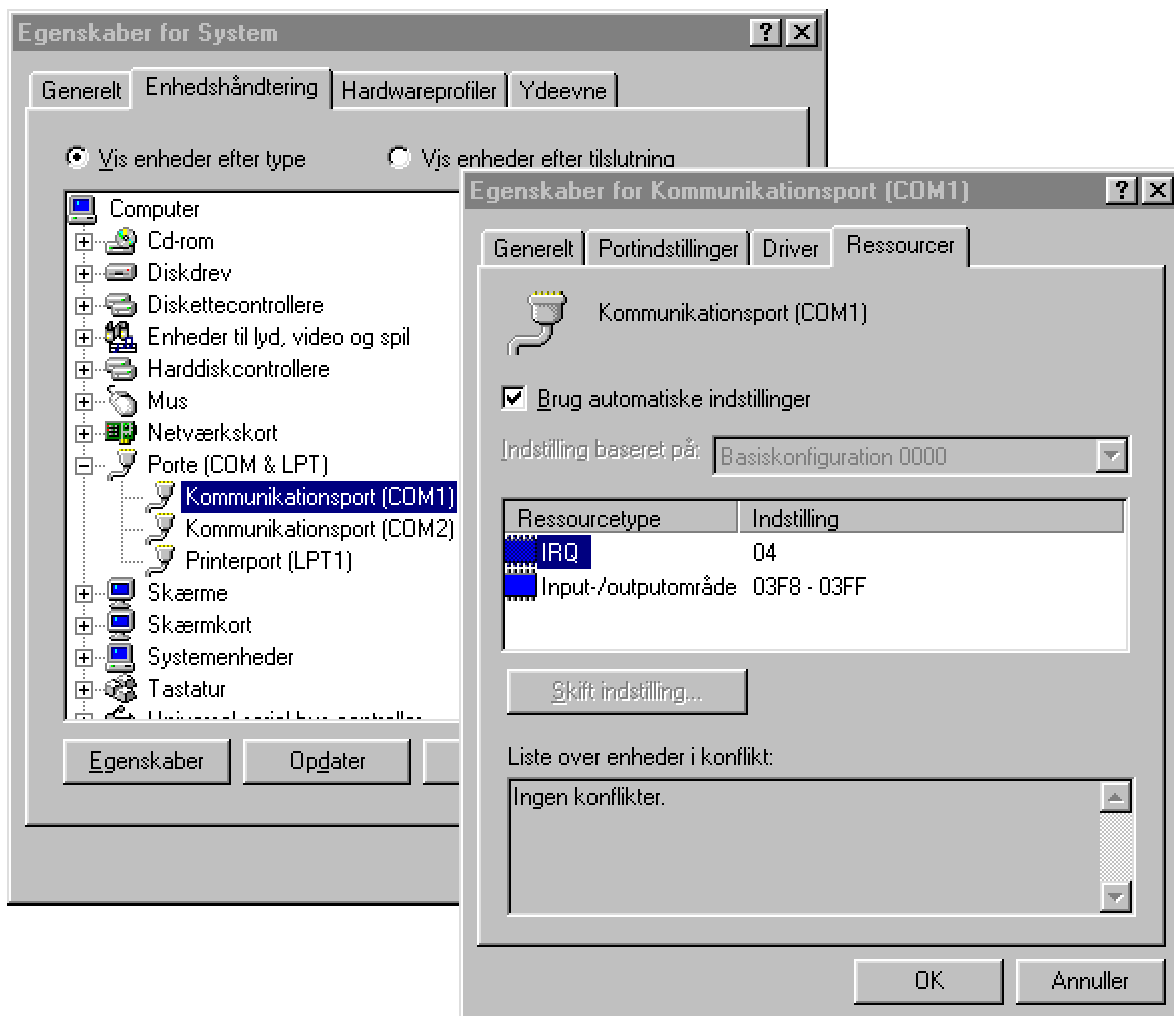 Egenskaber for System
Generelt Enhedshåndtering Hardwareprofiler Ydeevne
Vis enheder efter type Vis enheder efter tilslutning
Computer
Cd-rom
Diskdrev
Diskettecontrollere
Enheder til lyd, video og spil
Harddiskcontrollere
Mus
Netværkskort
Porte (COM & LPT)
Kommunikationsport (COM1)
Kommunikationsport (COM2)
Printerport (LPT1)
Skærme
Skærmkort
Systemenheder
Tastatur
Universal serial bus controller
Egenskaber Opdater
Egenskaber for Kommunikationsport (COM1)
Generelt Portindstillinger Driver Ressourcer
Kommunikationsport (COM1)
Brug automatiske indstillinger
Indstilling baseret på: Basiskonfiguration 0000
Ressourcetype Indstilling
IRQ 04
Input-/outputområde 03F8 - 03FF
Skift indstilling...
Liste over enheder i konflikt:
Ingen konflikter.
OK Annuller